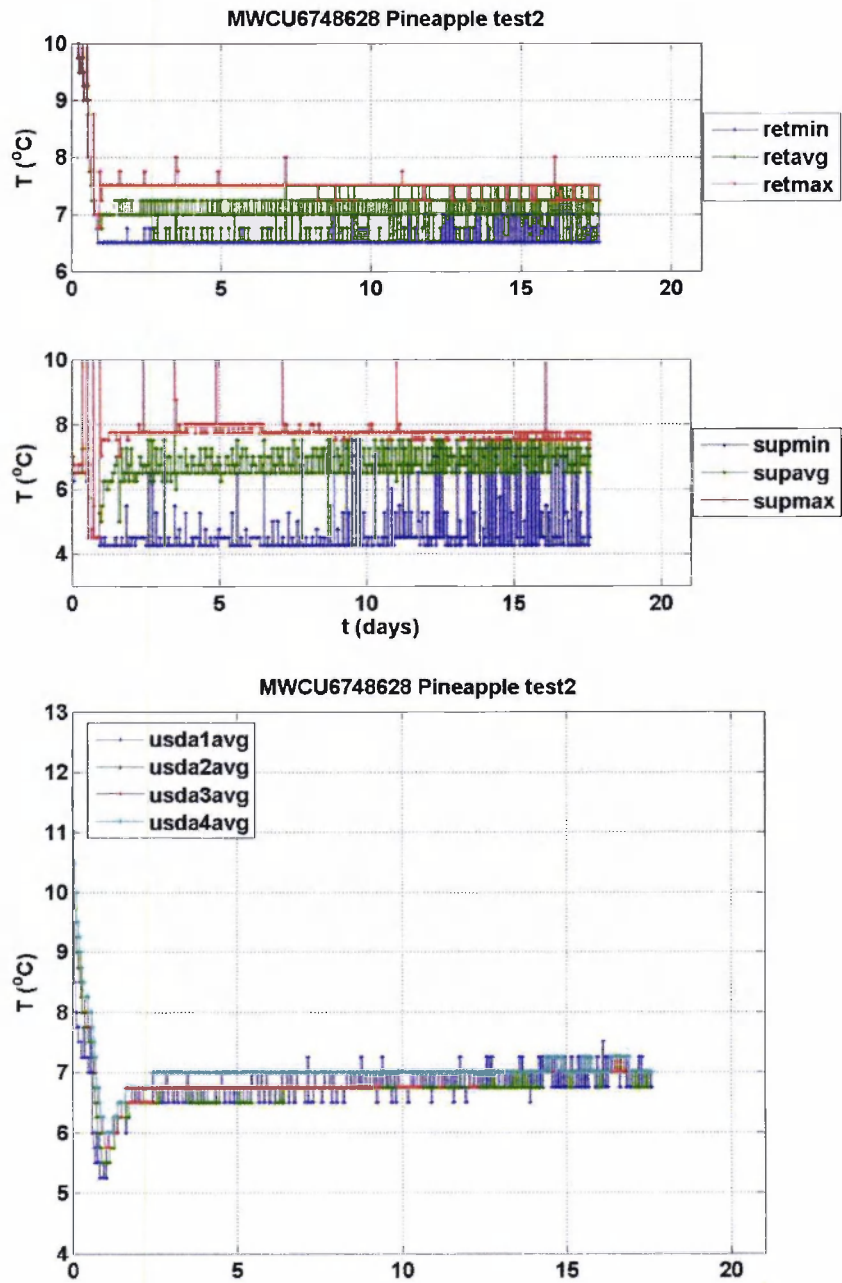 MWCU6748628 Pineapple test2
10
9
8
7
6
T (°C)
0 5 10 15 20
retmin
retavg
retmax
10
8
6
4
T (°C)
0 5 10 15 20
t (days)
supmin
supavg
supmax
MWCU6748628 Pineapple test2
13
12
11
10
9
8
7
6
5
4
T (°C)
0 5 10 15 20
usda1avg
usda2avg
usda3avg
usda4avg